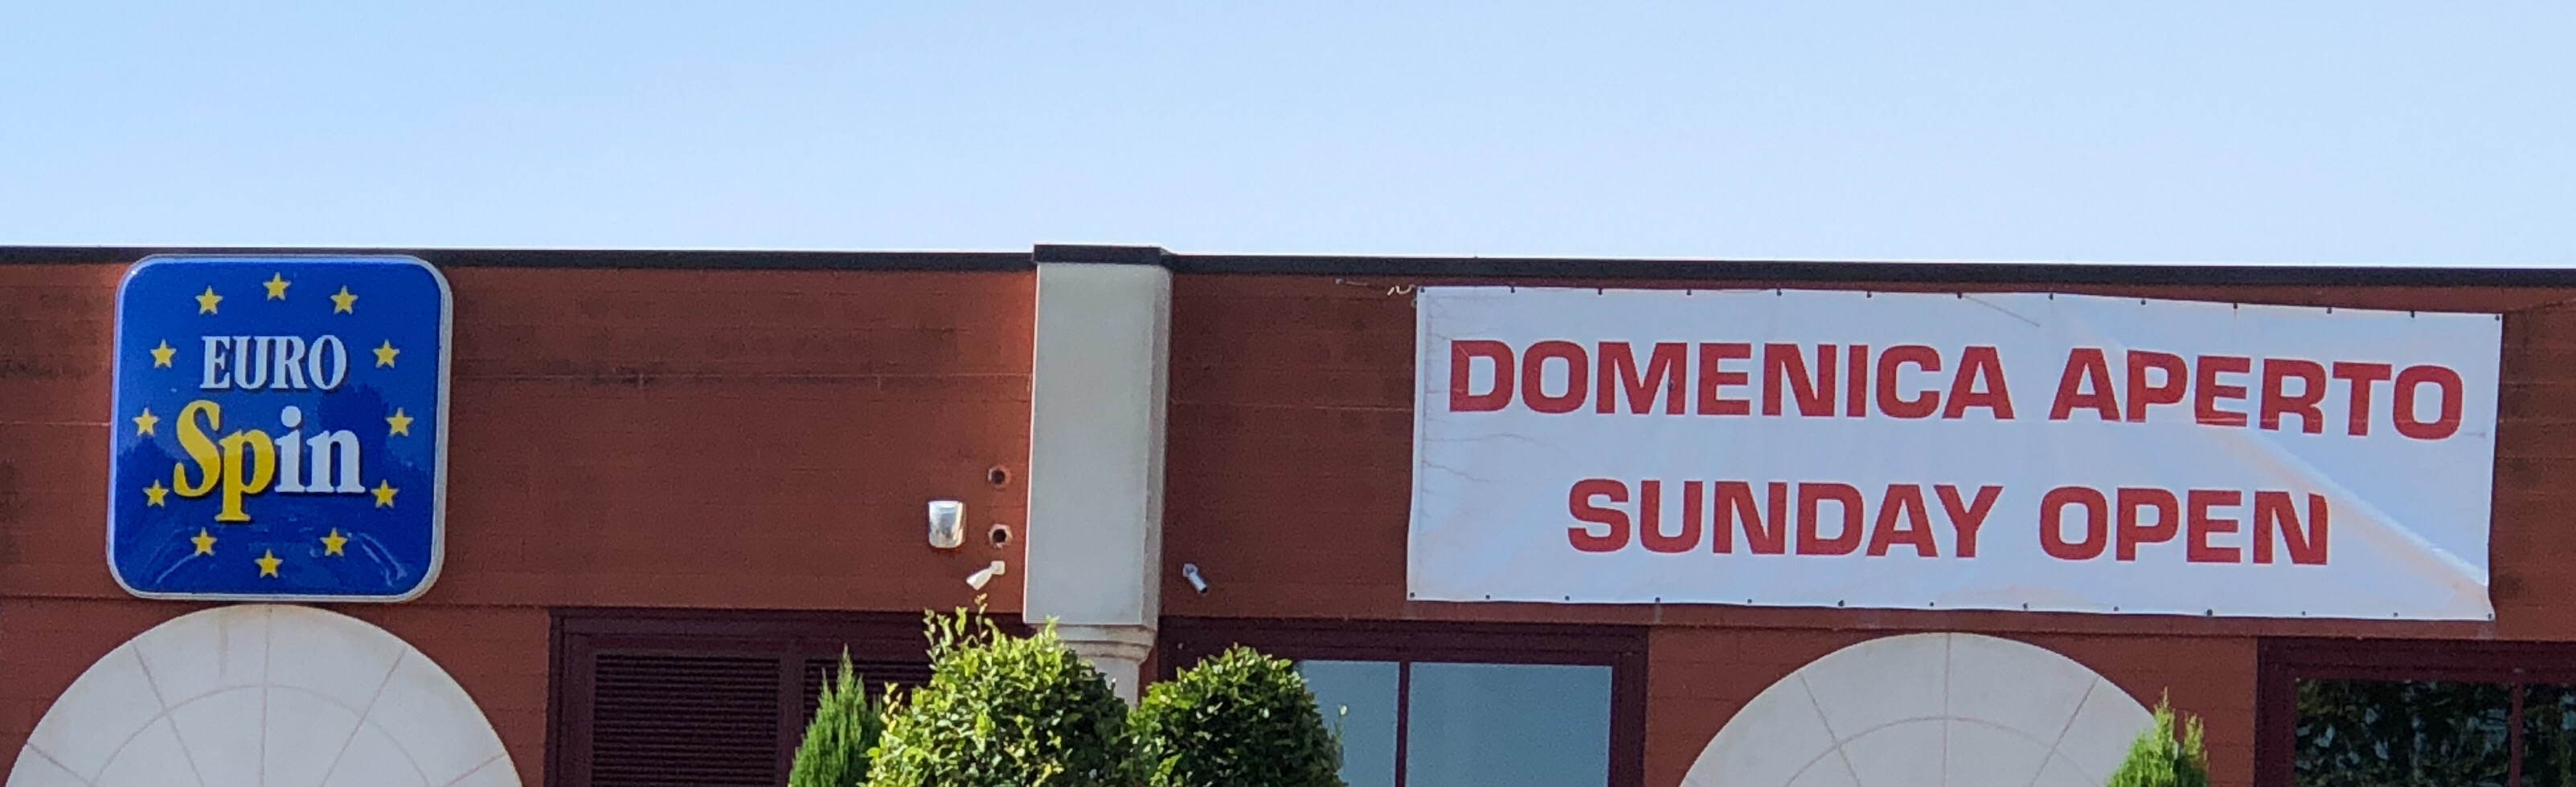 EURO
Spin
DOMENICA APERTO
SUNDAY OPEN